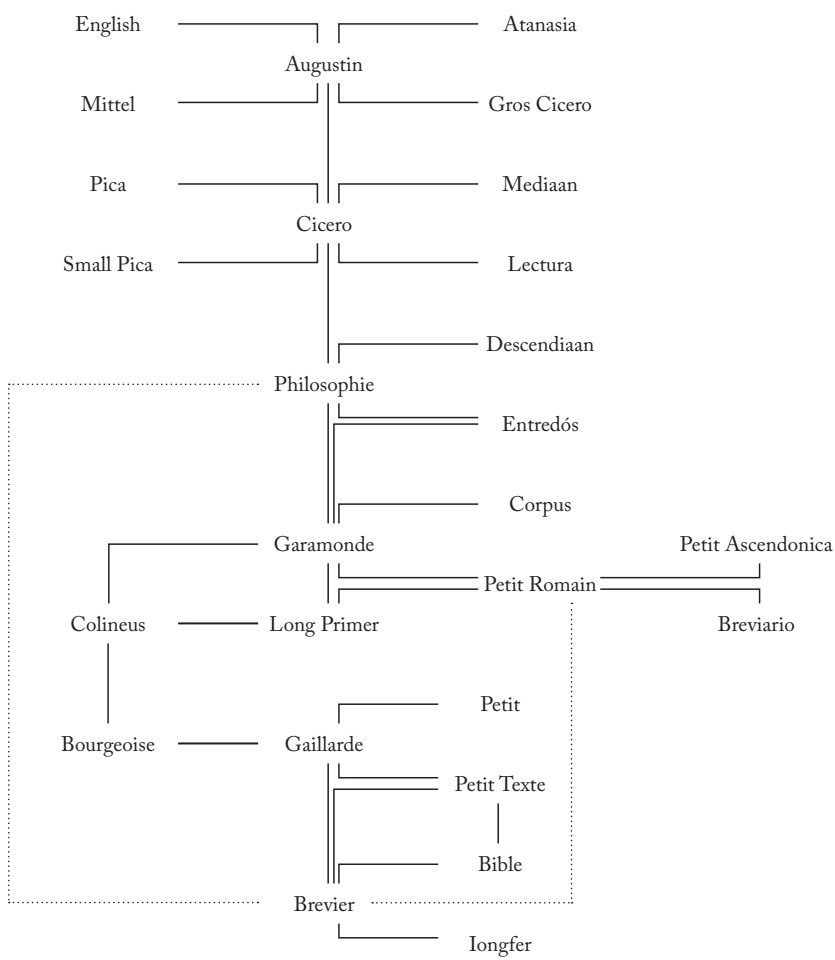 English
Atanasia
Augustin
Mittel
Gros Cicero
Pica
Mediaan
Cicero
Small Pica
Lectura
Descendiaan
Philosophie
Entredós
Corpus
Garamonde
Petit Ascendonica
Petit Romain
Colineus
Long Primer
Breviario
Petit
Bourgeoise
Gaillarde
Petit Texte
Bible
Brevier
Iongfer